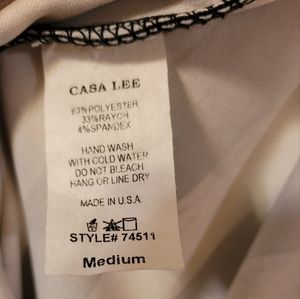 CASA LEE
63%POLYESTER
33%RAYON
4%SPANDEX
HAND WASH
WITH COLD WATER
DO NOT BLEACH
HANG OR LINE DRY
MADE IN U.S.A
STYLE# 74511
Medium